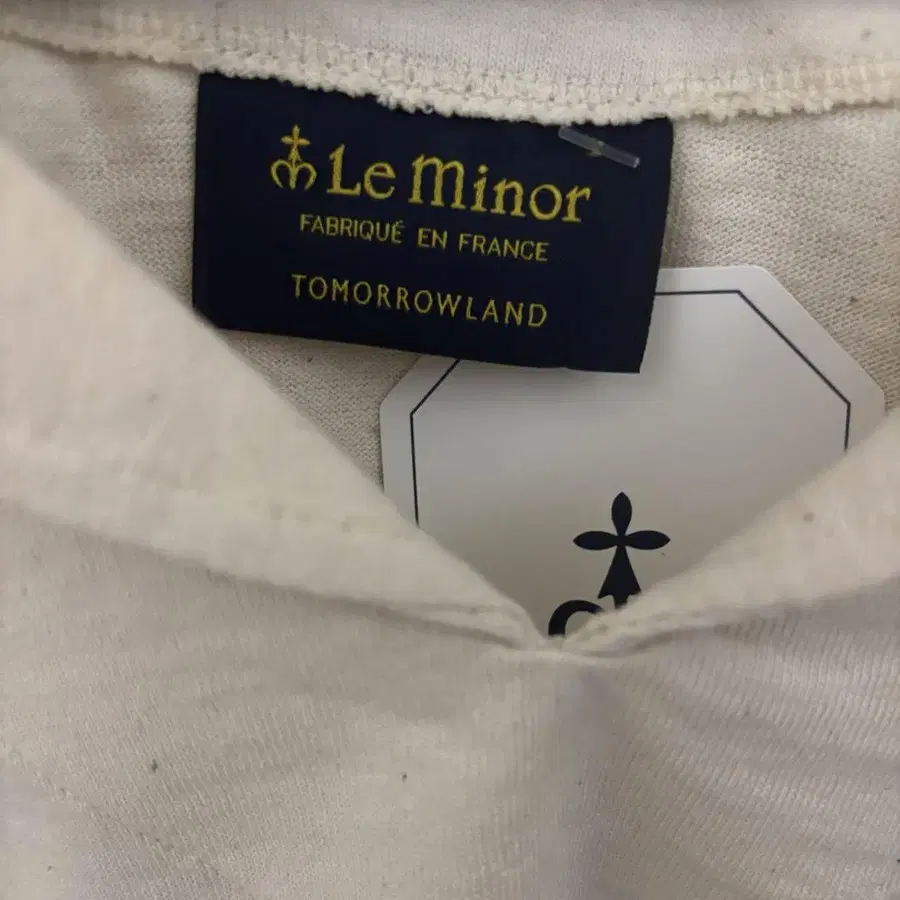 Le Minor
FABRIQUÉ EN FRANCE
TOMORROWLAND